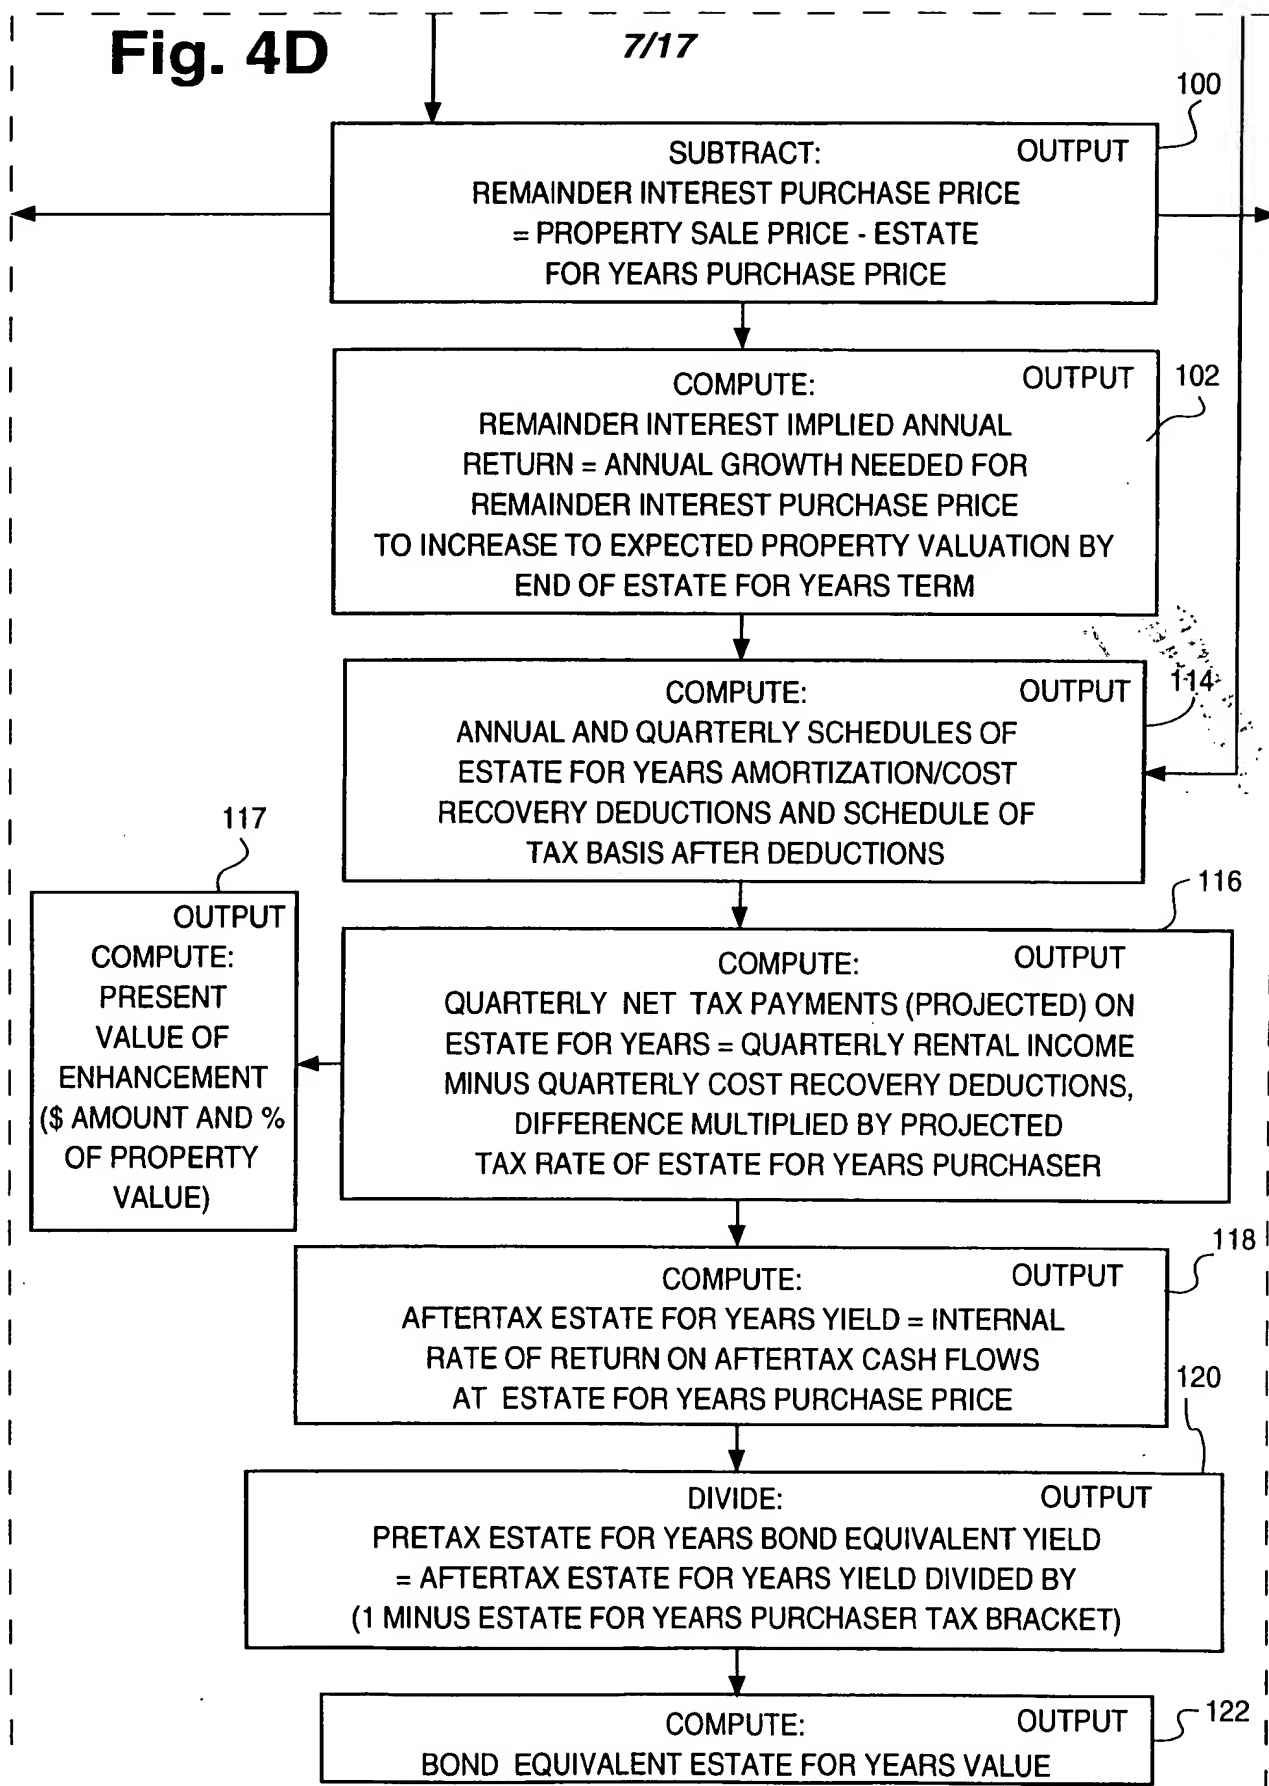 Fig. 4D
7/17
100
SUBTRACT: OUTPUT
REMAINDER INTEREST PURCHASE PRICE
= PROPERTY SALE PRICE - ESTATE
FOR YEARS PURCHASE PRICE
102
COMPUTE: OUTPUT
REMAINDER INTEREST IMPLIED ANNUAL
RETURN = ANNUAL GROWTH NEEDED FOR
REMAINDER INTEREST PURCHASE PRICE
TO INCREASE TO EXPECTED PROPERTY VALUATION BY
END OF ESTATE FOR YEARS TERM
114
COMPUTE: OUTPUT
ANNUAL AND QUARTERLY SCHEDULES OF
ESTATE FOR YEARS AMORTIZATION/COST
RECOVERY DEDUCTIONS AND SCHEDULE OF
TAX BASIS AFTER DEDUCTIONS
117
OUTPUT
COMPUTE:
PRESENT
VALUE OF
ENHANCEMENT
($ AMOUNT AND %
OF PROPERTY
VALUE)
116
COMPUTE: OUTPUT
QUARTERLY NET TAX PAYMENTS (PROJECTED) ON
ESTATE FOR YEARS = QUARTERLY RENTAL INCOME
MINUS QUARTERLY COST RECOVERY DEDUCTIONS,
DIFFERENCE MULTIPLIED BY PROJECTED
TAX RATE OF ESTATE FOR YEARS PURCHASER
118
COMPUTE: OUTPUT
AFTERTAX ESTATE FOR YEARS YIELD = INTERNAL
RATE OF RETURN ON AFTERTAX CASH FLOWS
AT ESTATE FOR YEARS PURCHASE PRICE
120
DIVIDE: OUTPUT
PRETAX ESTATE FOR YEARS BOND EQUIVALENT YIELD
= AFTERTAX ESTATE FOR YEARS YIELD DIVIDED BY
(1 MINUS ESTATE FOR YEARS PURCHASER TAX BRACKET)
122
COMPUTE: OUTPUT
BOND EQUIVALENT ESTATE FOR YEARS VALUE